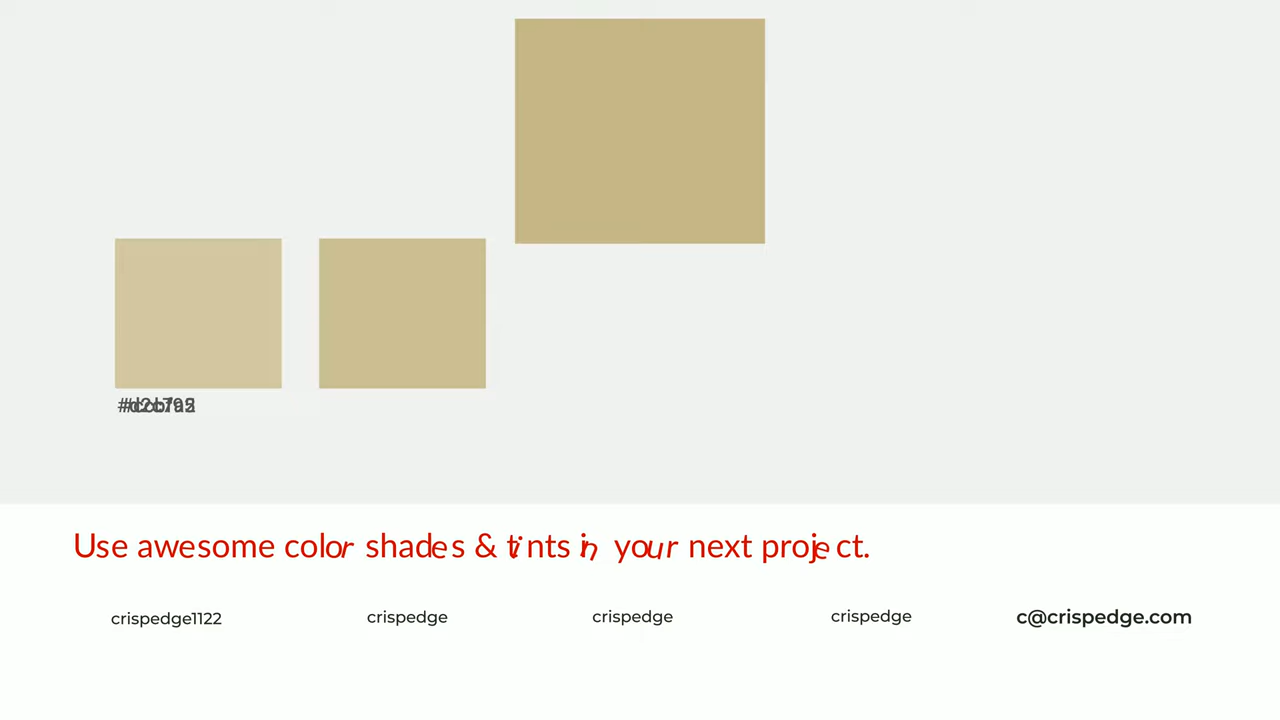 Use awesome color shades & tints in your next project.
crispedge1122 crispedge crispedge crispedge c@crispedge.com